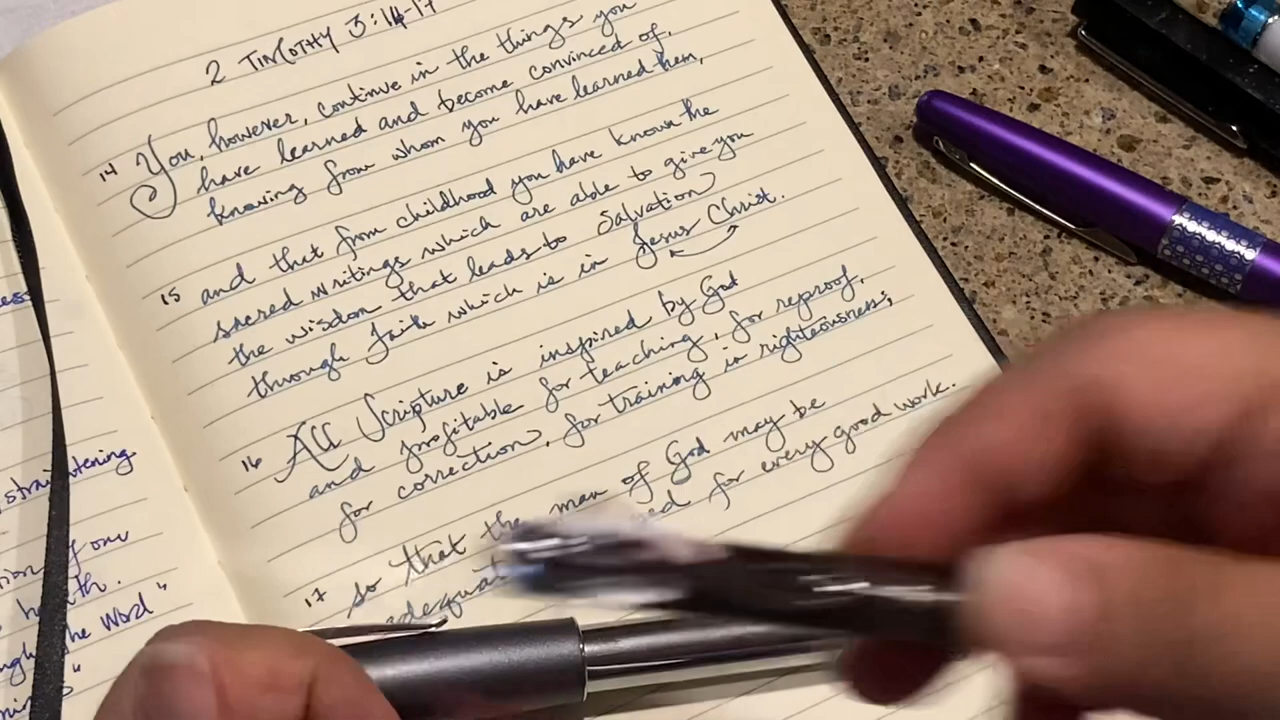 2 TIMOTHY 3:14-17
14 You, however, continue in the things you
have learned and become convinced of,
knowing from whom you have learned them,
15 and that from childhood you have known the
sacred writings which are able to give you
the wisdom that leads to Salvation
through faith which is in Jesus Christ.
16 All Scripture is inspired by God
and profitable for teaching, for reproof,
for correction, for training in righteousness;
17 so that the man of God may be
for every good work.
the Word"